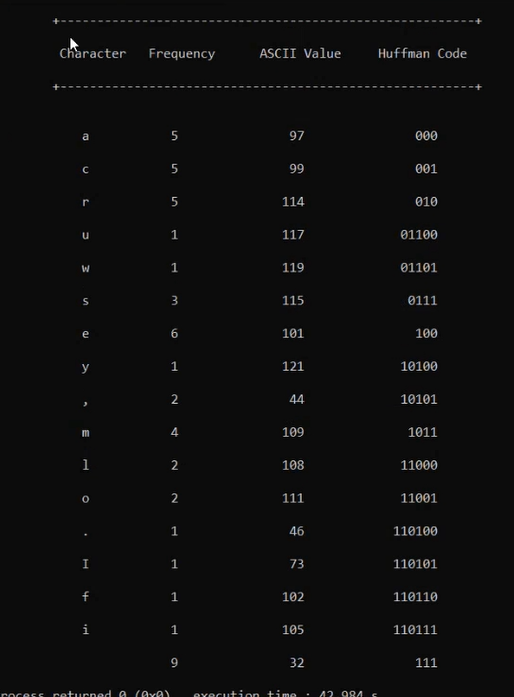 +--------------------------------------------------------+
Character Frequency ASCII Value Huffman Code
+--------------------------------------------------------+
a 5 97 000
c 5 99 001
r 5 114 010
u 1 117 01100
w 1 119 01101
s 3 115 0111
e 6 101 100
y 1 121 10100
, 2 44 10101
m 4 109 1011
l 2 108 11000
o 2 111 11001
. 1 46 110100
I 1 73 110101
f 1 102 110110
i 1 105 110111
9 32 111
rocess returned 0 (0x0) execution time : 42.984 s